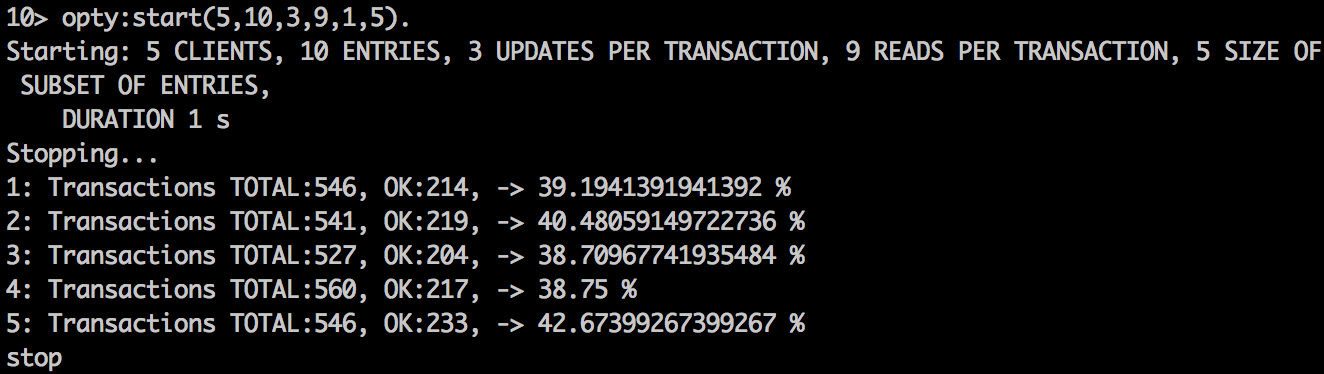 10> opty:start(5,10,3,9,1,5).
Starting: 5 CLIENTS, 10 ENTRIES, 3 UPDATES PER TRANSACTION, 9 READS PER TRANSACTION, 5 SIZE OF
SUBSET OF ENTRIES,
DURATION 1 s
Stopping...
1: Transactions TOTAL:546, OK:214, -> 39.1941391941392 %
2: Transactions TOTAL:541, OK:219, -> 40.48059149722736 %
3: Transactions TOTAL:527, OK:204, -> 38.70967741935484 %
4: Transactions TOTAL:560, OK:217, -> 38.75 %
5: Transactions TOTAL:546, OK:233, -> 42.67399267399267 %
stop